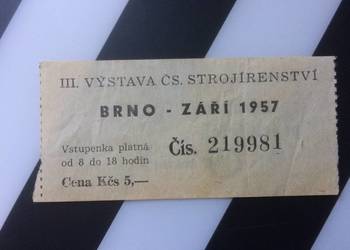 III. VÝSTAVA ČS. STROJÍRENSTVÍ
BRNO - ZÁŘÍ 1957
Vstupenka platná
od 8 do 18 hodin
Čís. 219981
Cena Kčs 5,—